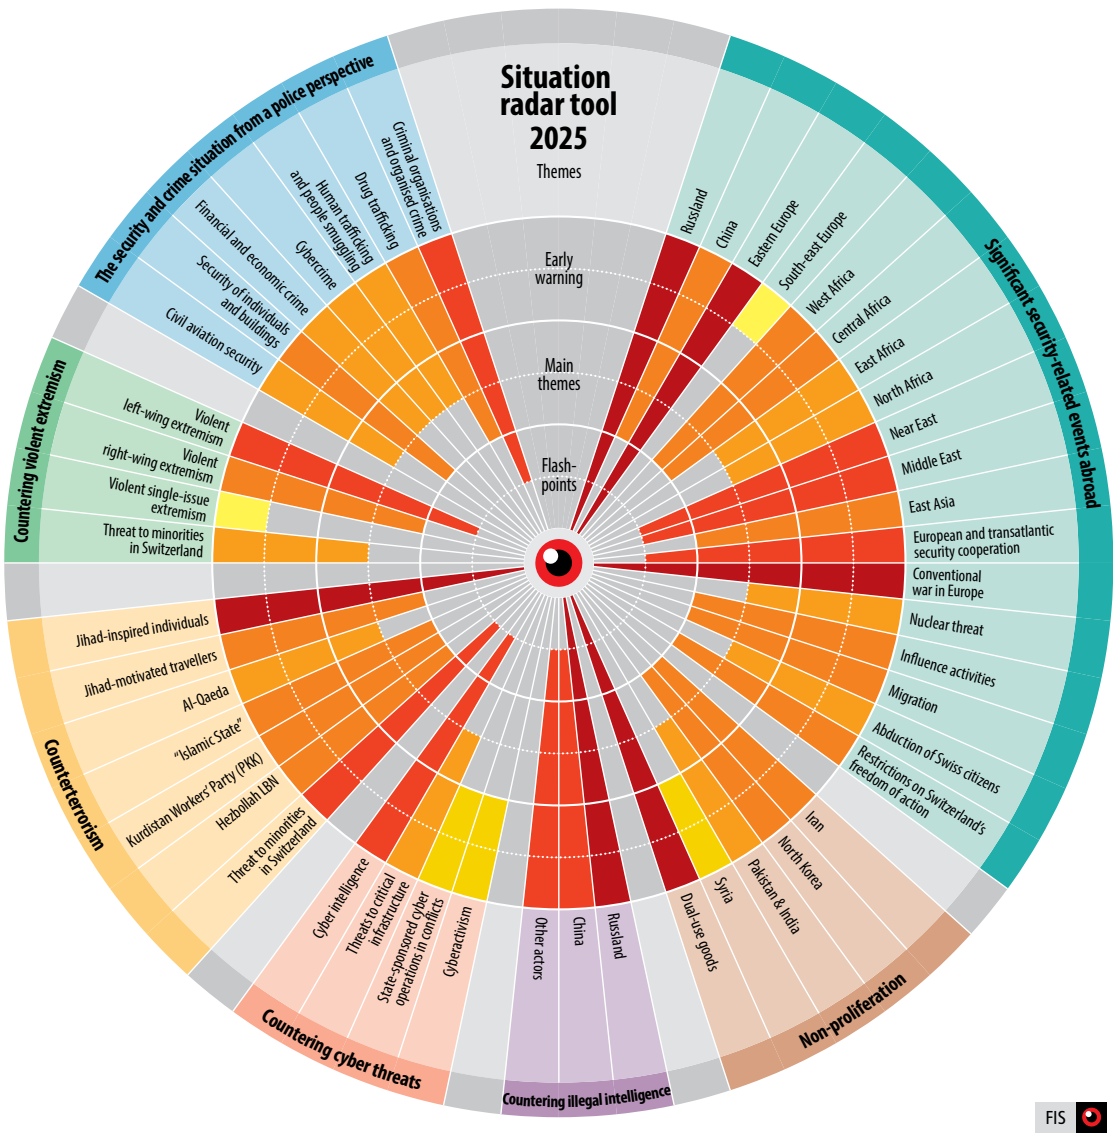 Situation
radar tool
2025
Themes
Early
warning
Main
themes
Flash-
points
Significant security-related events abroad
Russland
China
Eastern Europe
South-east Europe
West Africa
Central Africa
East Africa
North Africa
Near East
Middle East
East Asia
European and transatlantic
security cooperation
Conventional
war in Europe
Nuclear threat
Influence activities
Migration
Abduction of Swiss citizens
Restrictions on Switzerland's
freedom of action
Non-proliferation
Iran
North Korea
Pakistan & India
Syria
Dual-use goods
Countering illegal intelligence
Russland
China
Other actors
Countering cyber threats
Cyberactivism
State-sponsored cyber
operations in conflicts
Threats to critical
infrastructure
Cyber intelligence
Counterterrorism
Threat to minorities
in Switzerland
Hezbollah LBN
Kurdistan Workers' Party (PKK)
“Islamic State”
Al-Qaeda
Jihad-motivated travellers
Jihad-inspired individuals
Countering violent extremism
Threat to minorities
in Switzerland
Violent single-issue
extremism
Violent
right-wing extremism
Violent
left-wing extremism
The security and crime situation from a police perspective
Civil aviation security
Security of individuals
and buildings
Financial and economic crime
Cybercrime
Human trafficking
and people smuggling
Drug trafficking
Criminal organisations
and organised crime
FIS